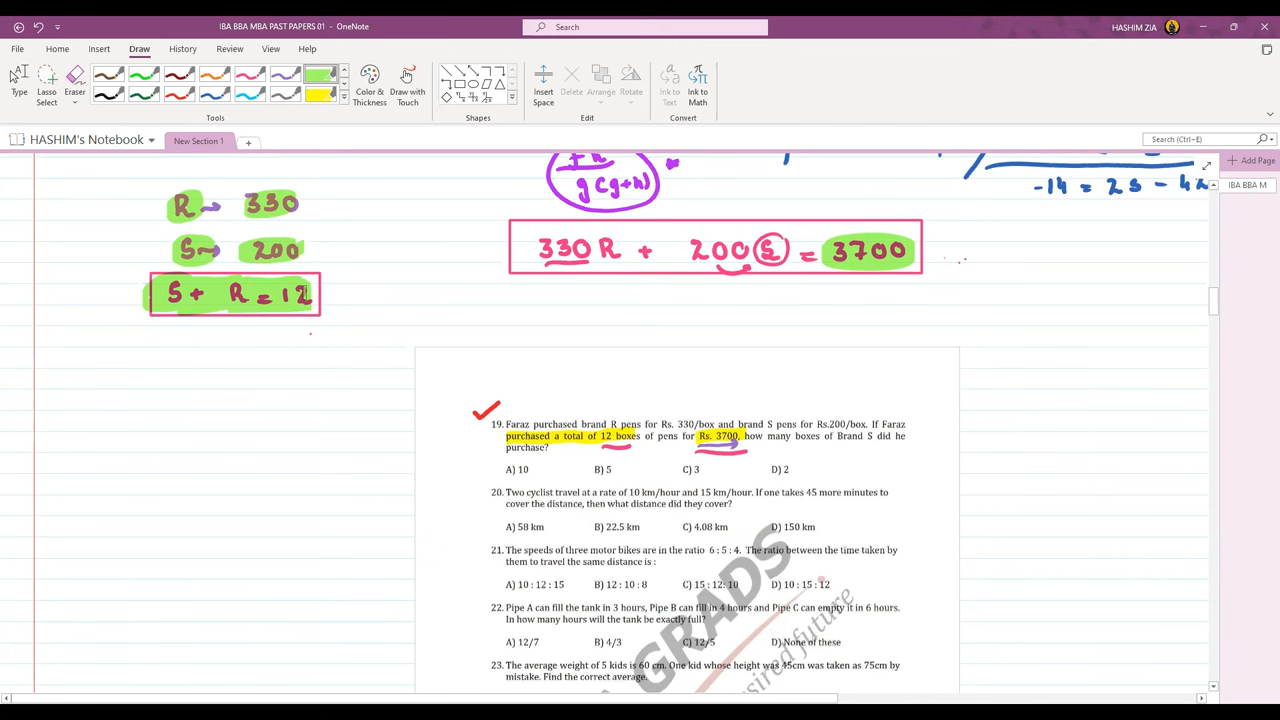 IBA BBA MBA PAST PAPERS 01 - OneNote
Search
HASHIM ZIA
File Home Insert Draw History Review View Help
Type Lasso Select Eraser Color & Thickness Draw with Touch Insert Space Delete Arrange Rotate Ink to Text Ink to Math
Tools Shapes Edit Convert
HASHIM's Notebook New Section 1 Search (Ctrl+E)
Add Page
IBA BBA M
g(g+h)
-14 = 2s -
R → 330
S → 200
S + R = 12
330 R + 200 S = 3700
19. Faraz purchased brand R pens for Rs. 330/box and brand S pens for Rs.200/box. If Faraz
purchased a total of 12 boxes of pens for Rs. 3700, how many boxes of Brand S did he
purchase?
A) 10 B) 5 C) 3 D) 2
20. Two cyclist travel at a rate of 10 km/hour and 15 km/hour. If one takes 45 more minutes to
cover the distance, then what distance did they cover?
A) 58 km B) 22.5 km C) 4.08 km D) 150 km
21. The speeds of three motor bikes are in the ratio 6 : 5 : 4. The ratio between the time taken by
them to travel the same distance is :
A) 10 : 12 : 15 B) 12 : 10 : 8 C) 15 : 12: 10 D) 10 : 15 : 12
22. Pipe A can fill the tank in 3 hours, Pipe B can fill in 4 hours and Pipe C can empty it in 6 hours.
In how many hours will the tank be exactly full?
A) 12/7 B) 4/3 C) 12/5 D) None of these
23. The average weight of 5 kids is 60 cm. One kid whose height was 45cm was taken as 75cm by
mistake. Find the correct average.
GRADS
sired future